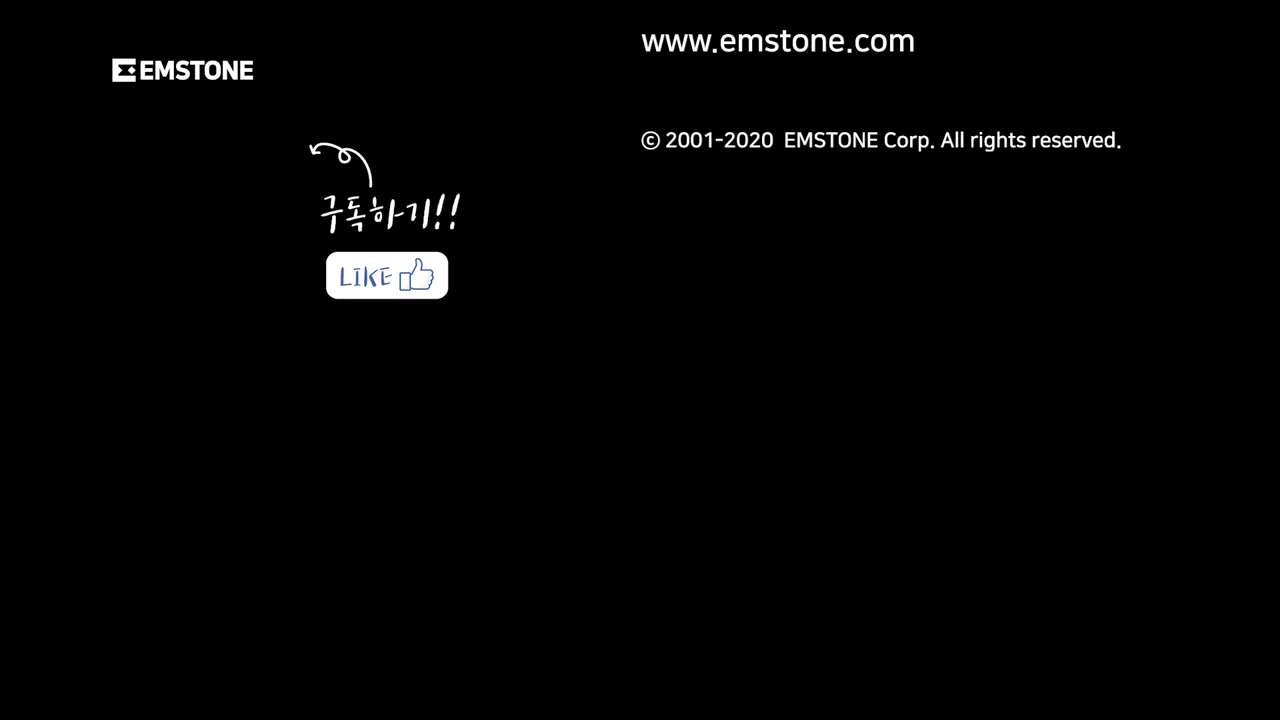 EMSTONE
구독하기!!
LIKE
www.emstone.com
© 2001-2020 EMSTONE Corp. All rights reserved.